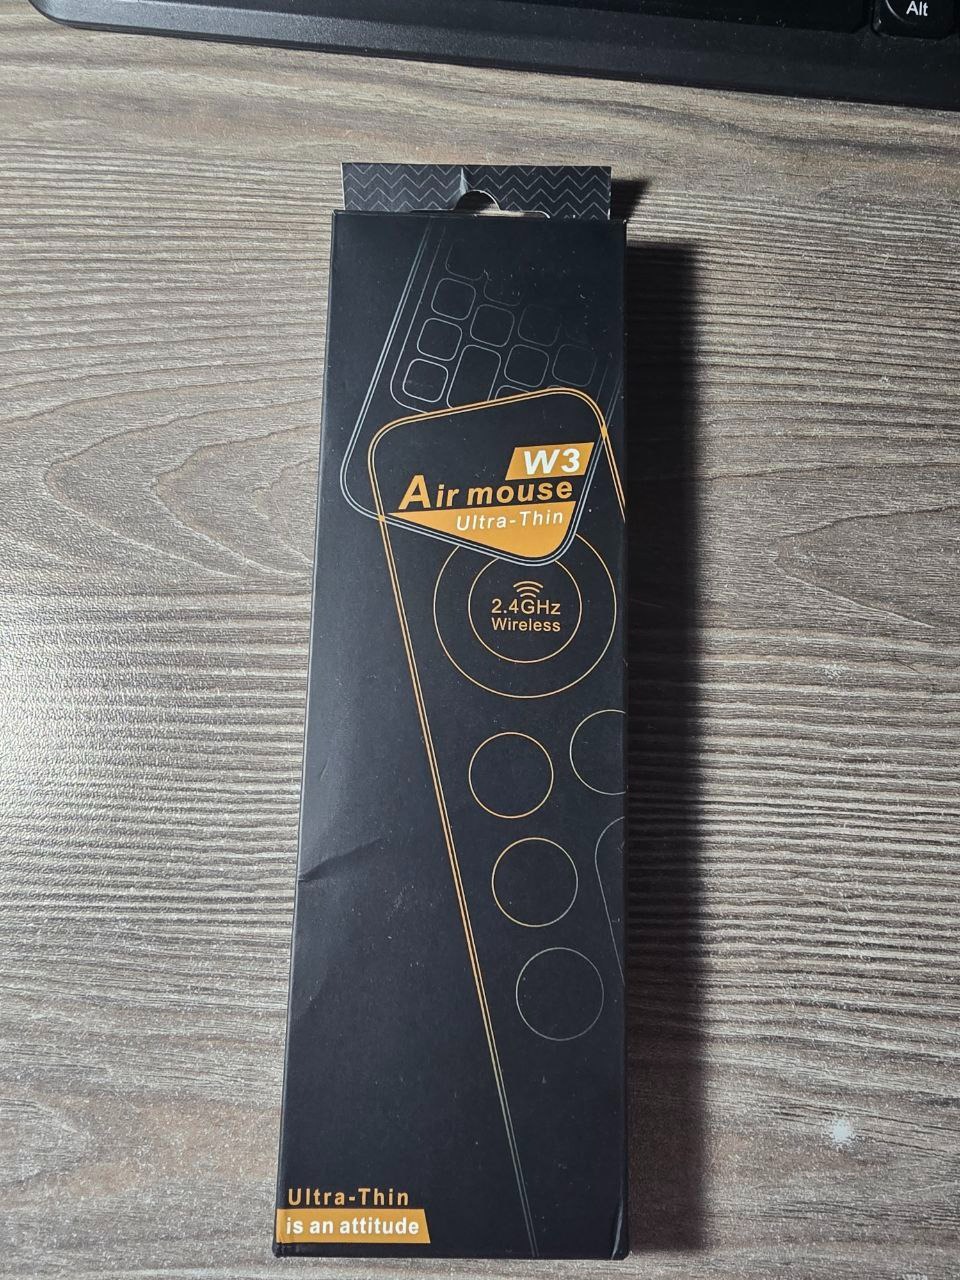 Alt
W3
Air mouse
Ultra-Thin
2.4GHz
Wireless
Ultra-Thin
is an attitude